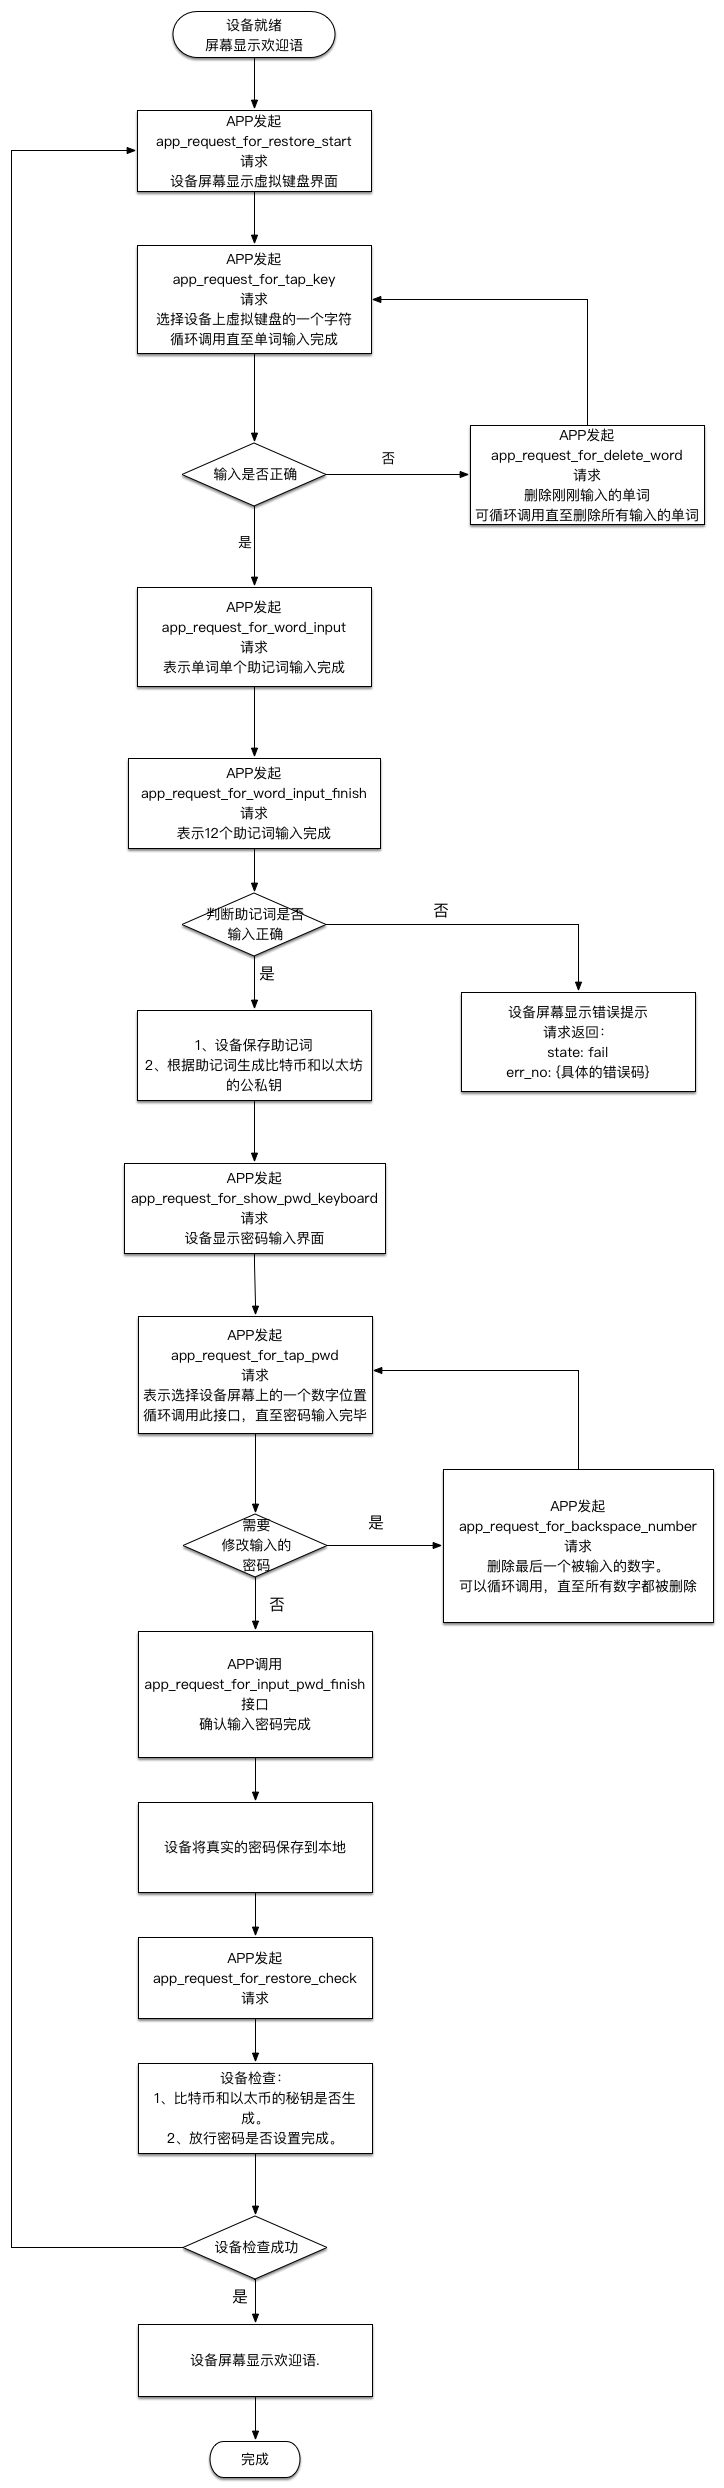 设备就绪
屏幕显示欢迎语
APP发起
app_request_for_restore_start
请求
设备屏幕显示虚拟键盘界面
APP发起
app_request_for_tap_key
请求
选择设备上虚拟键盘的一个字符
循环调用直至单词输入完成
输入是否正确
否
APP发起
app_request_for_delete_word
请求
删除刚刚输入的单词
可循环调用直至删除所有输入的单词
是
APP发起
app_request_for_word_input
请求
表示单词单个助记词输入完成
APP发起
app_request_for_word_input_finish
请求
表示12个助记词输入完成
判断助记词是否
输入正确
否
设备屏幕显示错误提示
请求返回：
state: fail
err_no: {具体的错误码}
是
1、设备保存助记词
2、根据助记词生成比特币和以太坊
的公私钥
APP发起
app_request_for_show_pwd_keyboard
请求
设备显示密码输入界面
APP发起
app_request_for_tap_pwd
请求
表示选择设备屏幕上的一个数字位置
循环调用此接口，直至密码输入完毕
需要
修改输入的
密码
是
APP发起
app_request_for_backspace_number
请求
删除最后一个被输入的数字。
可以循环调用，直至所有数字都被删除
否
APP调用
app_request_for_input_pwd_finish
接口
确认输入密码完成
设备将真实的密码保存到本地
APP发起
app_request_for_restore_check
请求
设备检查：
1、比特币和以太币的秘钥是否生
成。
2、放行密码是否设置完成。
设备检查成功
是
设备屏幕显示欢迎语.
完成